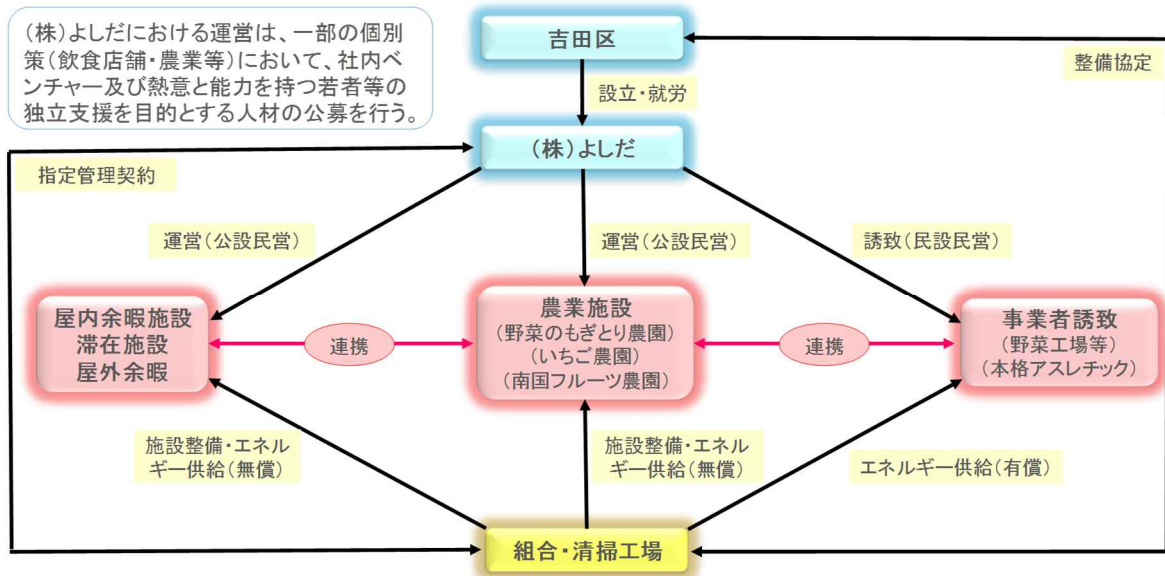 (株)よしだにおける運営は、一部の個別
策(飲食店舗・農業等)において、社内ベ
ンチャー及び熱意と能力を持つ若者等の
独立支援を目的とする人材の公募を行う。
吉田区
整備協定
設立・就労
(株)よしだ
指定管理契約
運営(公設民営)
運営(公設民営)
誘致(民設民営)
屋内余暇施設
滞在施設
屋外余暇
連携
農業施設
(野菜のもぎとり農園)
(いちご農園)
(南国フルーツ農園)
連携
事業者誘致
(野菜工場等)
(本格アスレチック)
施設整備・エネル
ギー供給(無償)
施設整備・エネル
ギー供給(無償)
エネルギー供給(有償)
組合・清掃工場